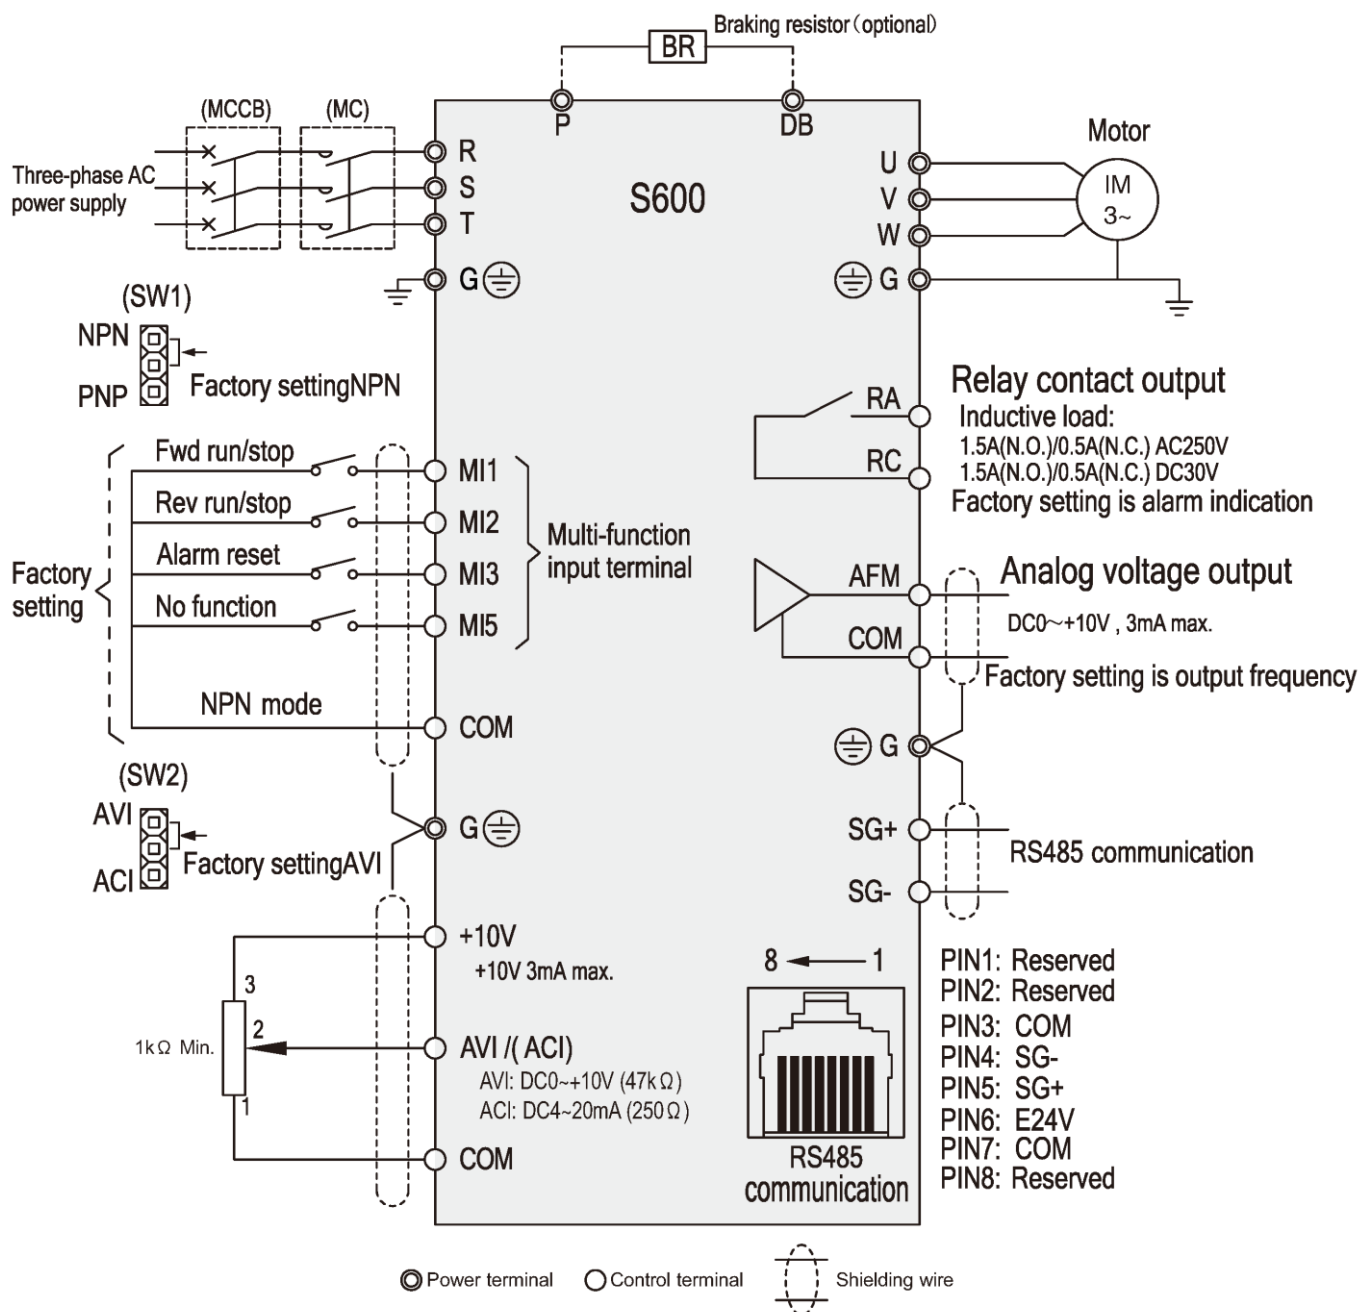 Braking resistor (optional)
BR
(MCCB)
(MC)
P
DB
Three-phase AC
power supply
R
S
T
G
S600
U
V
W
G
Motor
IM
3~
(SW1)
NPN
PNP
Factory settingNPN
Factory
setting
Fwd run/stop
Rev run/stop
Alarm reset
No function
NPN mode
MI1
MI2
MI3
MI5
COM
Multi-function
input terminal
RA
RC
Relay contact output
Inductive load:
1.5A(N.O.)/0.5A(N.C.) AC250V
1.5A(N.O.)/0.5A(N.C.) DC30V
Factory setting is alarm indication
AFM
COM
Analog voltage output
DC0～+10V , 3mA max.
Factory setting is output frequency
G
(SW2)
AVI
ACI
Factory settingAVI
G
SG+
SG-
RS485 communication
+10V
+10V 3mA max.
3
2
1
1kΩ Min.
AVI /( ACI)
AVI: DC0~+10V (47kΩ)
ACI: DC4~20mA (250Ω)
COM
8
1
RS485
communication
PIN1: Reserved
PIN2: Reserved
PIN3: COM
PIN4: SG-
PIN5: SG+
PIN6: E24V
PIN7: COM
PIN8: Reserved
Power terminal
Control terminal
Shielding wire